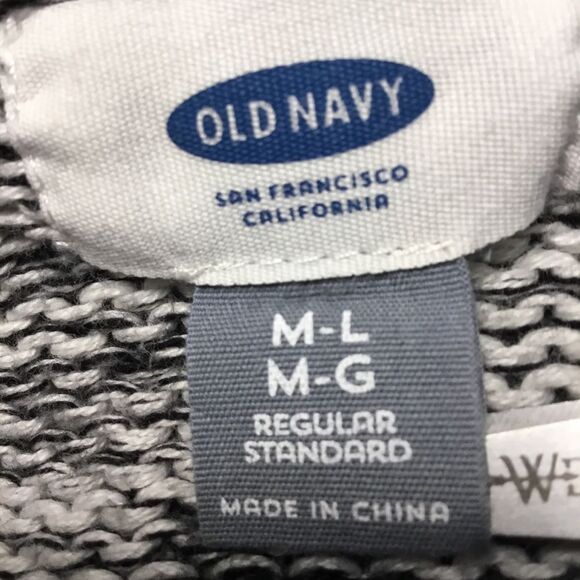 OLD NAVY
SAN FRANCISCO
CALIFORNIA
M-L
M-G
REGULAR
STANDARD
MADE IN CHINA
W